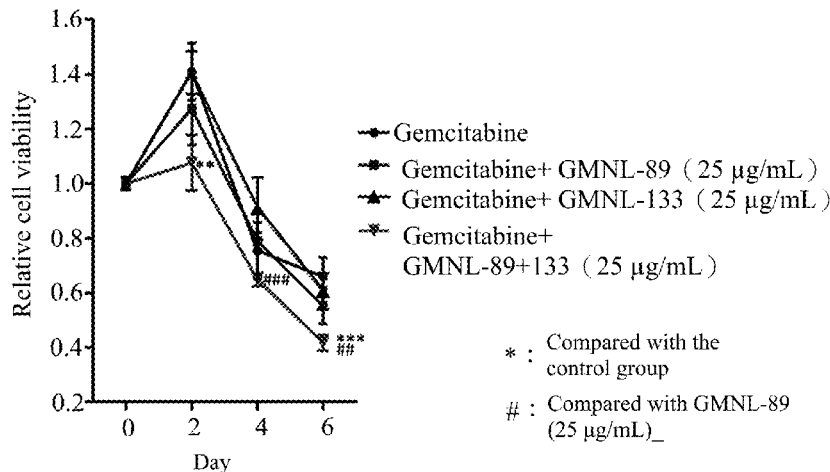 Relative cell viability
1.6
1.4
1.2
1.0
0.8
0.6
0.4
0.2
**
###
***
##
0
2
4
6
Day
Gemcitabine
Gemcitabine+ GMNL-89 (25 µg/mL)
Gemcitabine+ GMNL-133 (25 µg/mL)
Gemcitabine+
GMNL-89+133 (25 µg/mL)
* : Compared with the
control group
# : Compared with GMNL-89
(25 µg/mL)_